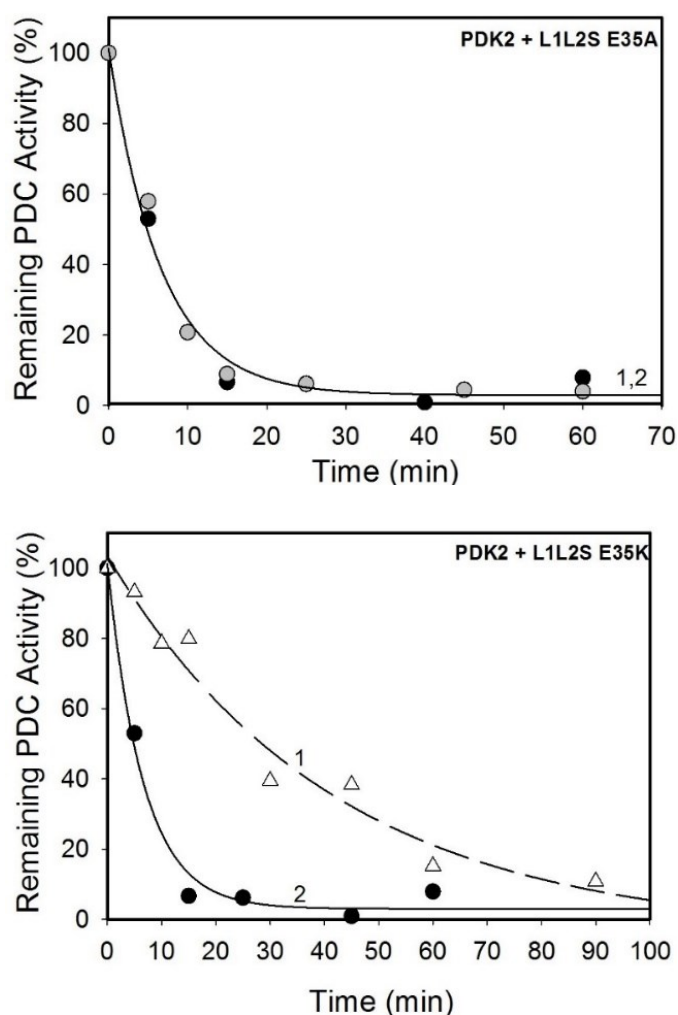 PDK2 + L1L2S E35A
Remaining PDC Activity (%)
100
80
60
40
20
0
1,2
0 10 20 30 40 50 60 70
Time (min)
PDK2 + L1L2S E35K
Remaining PDC Activity (%)
100
80
60
40
20
0
1
2
0 10 20 30 40 50 60 70 80 90 100
Time (min)